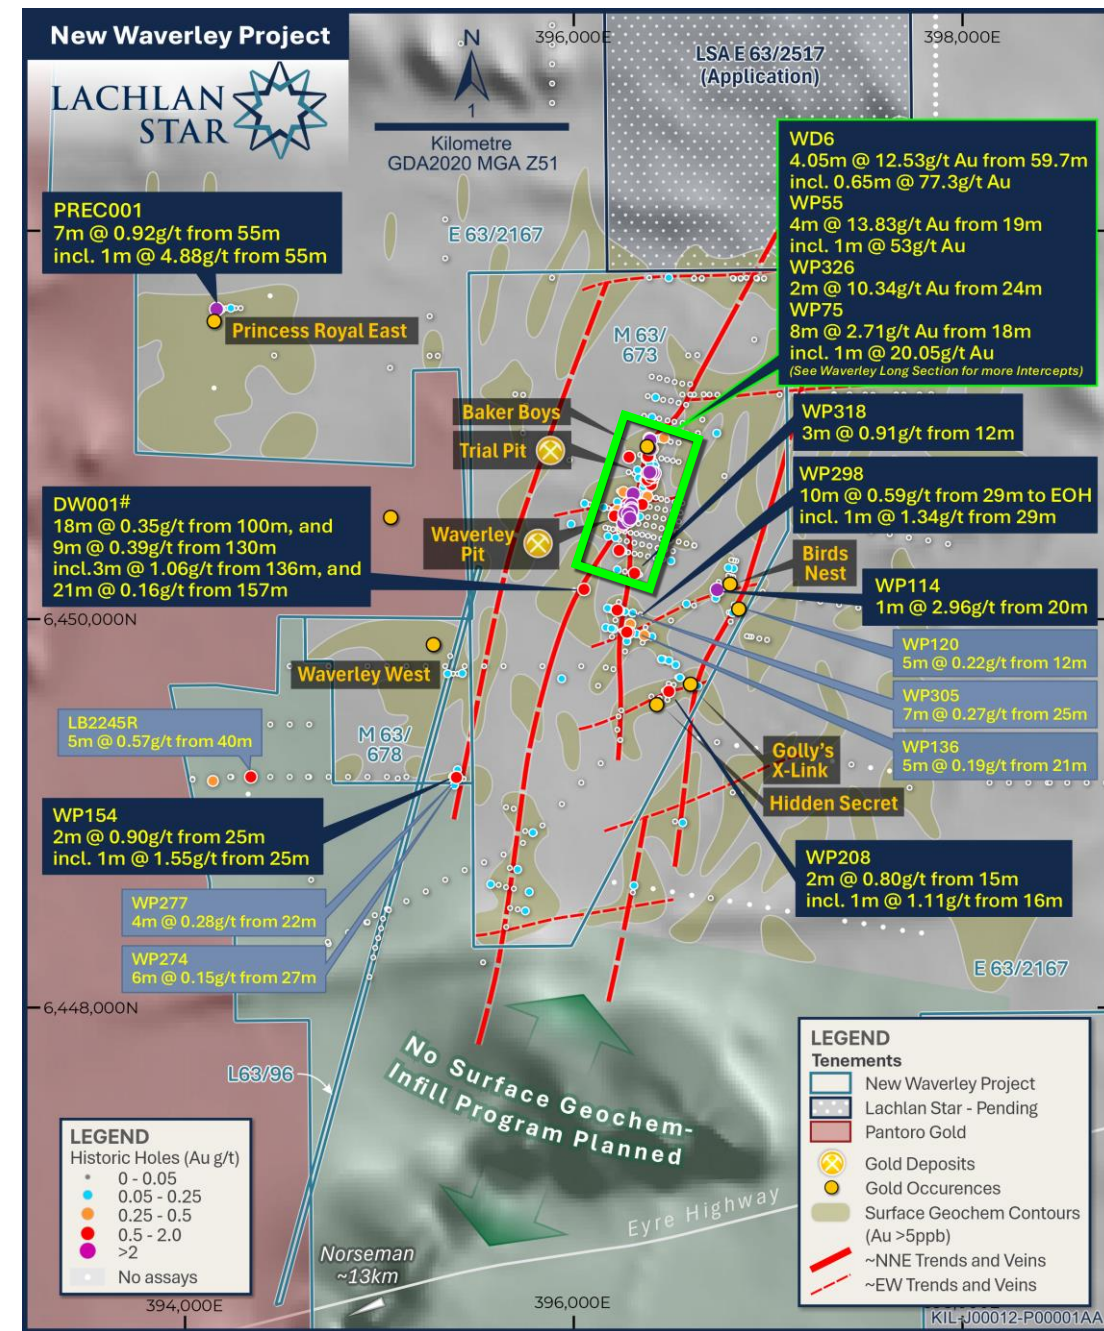 New Waverley Project
LACHLAN
STAR
N
1
Kilometre
GDA2020 MGA Z51
396,000E
398,000E
LSA E 63/2517
(Application)
WD6
4.05m @ 12.53g/t Au from 59.7m
incl. 0.65m @ 77.3g/t Au
WP55
4m @ 13.83g/t Au from 19m
incl. 1m @ 53g/t Au
WP326
2m @ 10.34g/t Au from 24m
WP75
8m @ 2.71g/t Au from 18m
incl. 1m @ 20.05g/t Au
(See Waverley Long Section for more Intercepts)
PREC001
7m @ 0.92g/t from 55m
incl. 1m @ 4.88g/t from 55m
E 63/2167
Princess Royal East
M 63/
673
Baker Boys
Trial Pit
WP318
3m @ 0.91g/t from 12m
WP298
10m @ 0.59g/t from 29m to EOH
incl. 1m @ 1.34g/t from 29m
DW001#
18m @ 0.35g/t from 100m, and
9m @ 0.39g/t from 130m
incl.3m @ 1.06g/t from 136m, and
21m @ 0.16g/t from 157m
Waverley
Pit
Birds
Nest
WP114
1m @ 2.96g/t from 20m
6,450,000N
WP120
5m @ 0.22g/t from 12m
Waverley West
WP305
7m @ 0.27g/t from 25m
LB2245R
5m @ 0.57g/t from 40m
M 63/
678
WP136
5m @ 0.19g/t from 21m
Golly's
X-Link
Hidden Secret
WP154
2m @ 0.90g/t from 25m
incl. 1m @ 1.55g/t from 25m
WP208
2m @ 0.80g/t from 15m
incl. 1m @ 1.11g/t from 16m
WP277
4m @ 0.28g/t from 22m
WP274
6m @ 0.15g/t from 27m
E 63/2167
6,448,000N
No Surface Geochem-
Infill Program Planned
L63/96
Eyre Highway
Norseman
~13km
LEGEND
Historic Holes (Au g/t)
0 - 0.05
0.05 - 0.25
0.25 - 0.5
0.5 - 2.0
>2
No assays
LEGEND
Tenements
New Waverley Project
Lachlan Star - Pending
Pantoro Gold
Gold Deposits
Gold Occurences
Surface Geochem Contours
(Au >5ppb)
~NNE Trends and Veins
~EW Trends and Veins
394,000E
396,000E
KIL-J00012-P00001AA